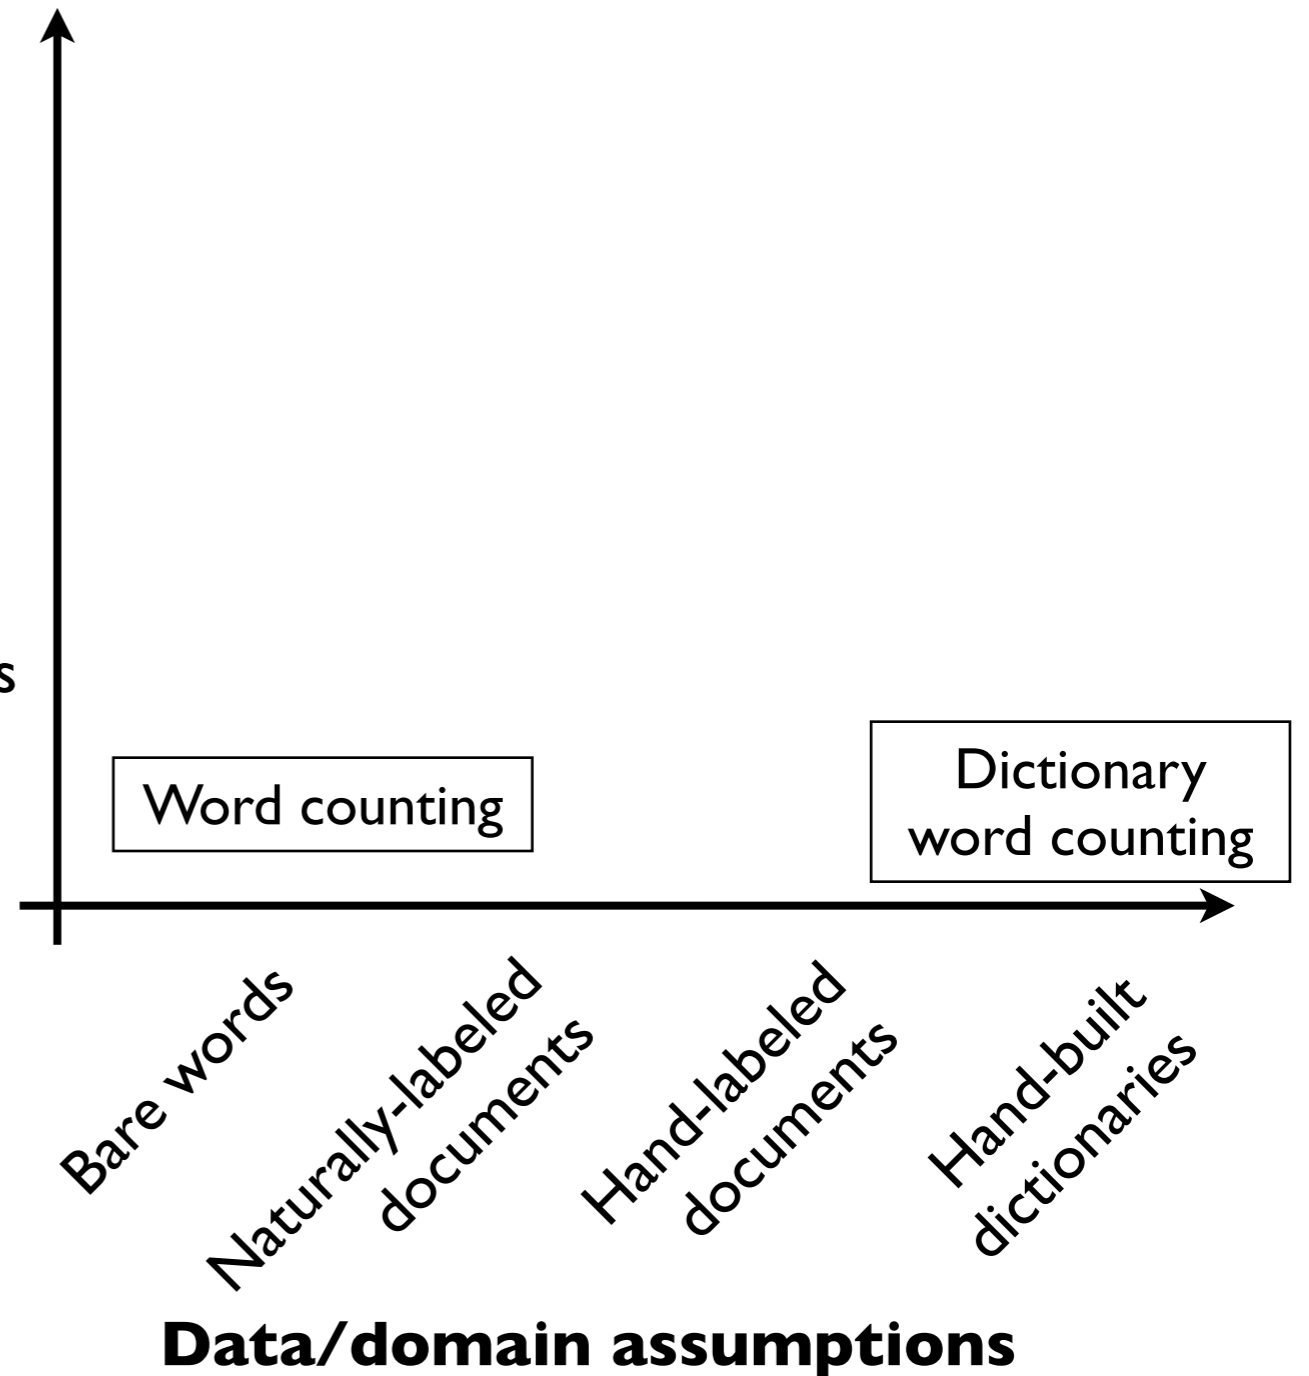 Word counting
Dictionary
word counting
Bare words
Naturally-labeled
documents
Hand-labeled
documents
Hand-built
dictionaries
Data/domain assumptions